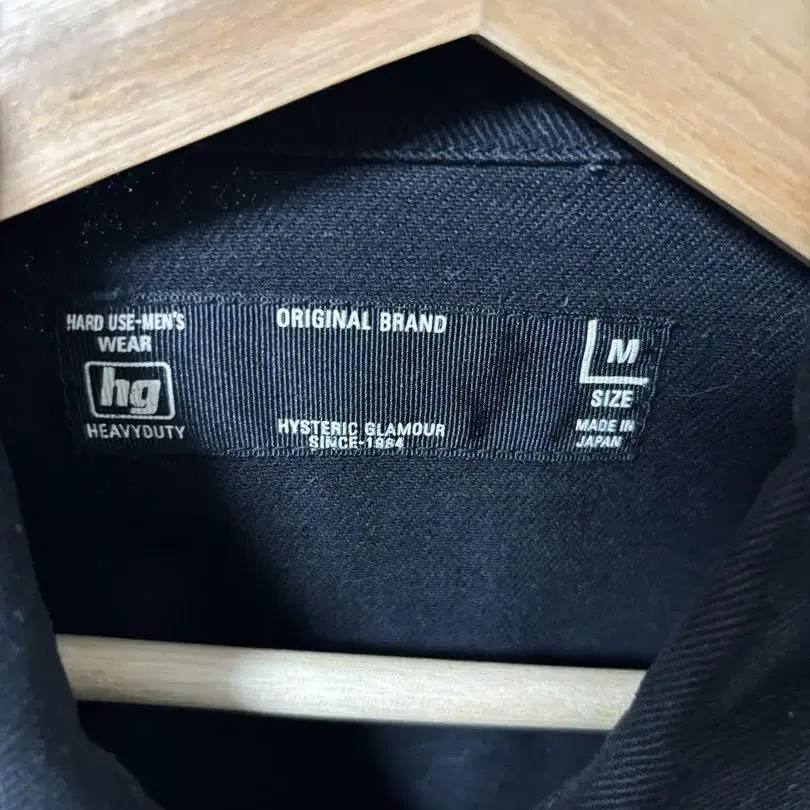 HARD USE-MEN'S
WEAR
hg
HEAVYDUTY
ORIGINAL BRAND
HYSTERIC GLAMOUR
SINCE-1984
M
SIZE
MADE IN
JAPAN